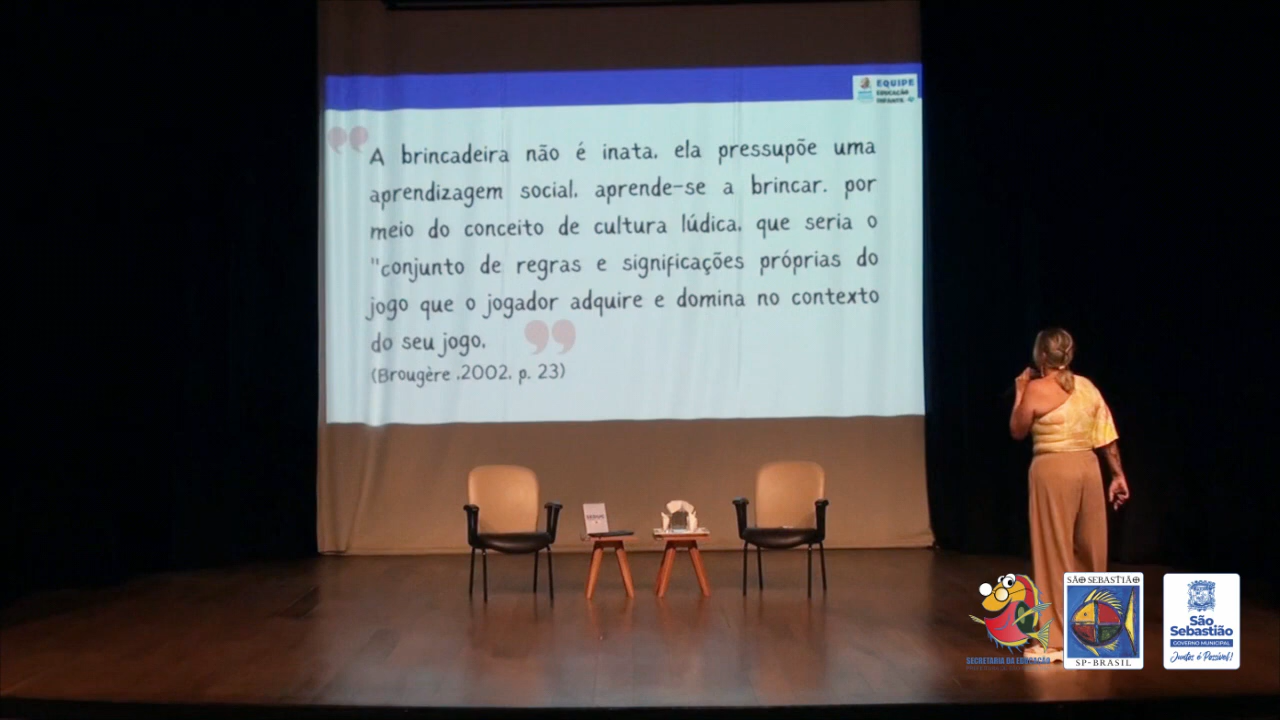 EQUIPE
EDUCAÇÃO
INFANTIL
A brincadeira não é inata, ela pressupõe uma
aprendizagem social, aprende-se a brincar, por
meio do conceito de cultura lúdica, que seria o
"conjunto de regras e significações próprias do
jogo que o jogador adquire e domina no contexto
do seu jogo.
(Brougère ,2002, p. 23)
SECRETARIA DA EDUCAÇÃO
SÃO SEBASTIÃO
SP-BRASIL
São
Sebastião
GOVERNO MUNICIPAL
Juntos é Possível!